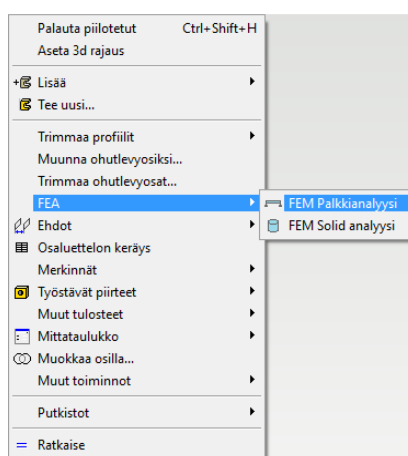 Palauta piilotetut Ctrl+Shift+H
Aseta 3d rajaus
Lisää
Tee uusi...
Trimmaa profiilit
Muunna ohutlevyosiksi...
Trimmaa ohutlevyosat...
FEA
FEM Palkkianalyysi
FEM Solid analyysi
Ehdot
Osaluettelon keräys
Merkinnät
Työstävät piirteet
Muut tulosteet
Mittataulukko
Muokkaa osilla...
Muut toiminnot
Putkistot
Ratkaise